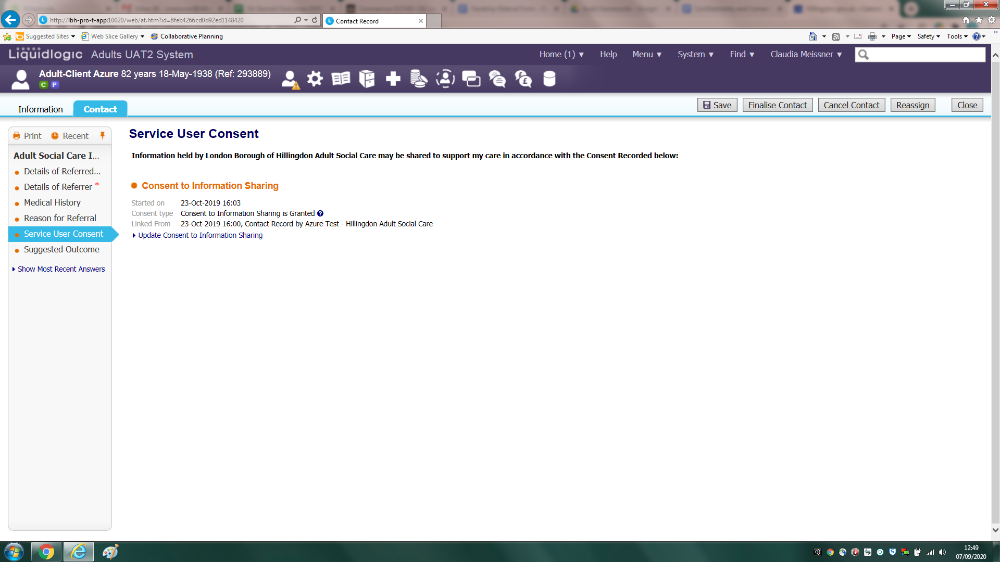 http://lbh-pro-t-app:10020/web/at.htm?id=8feb4266cd0d92ed1148420
Contact Record
Suggested Sites
Web Slice Gallery
Collaborative Planning
Page
Safety
Tools
Liquidlogic Adults UAT2 System
Home (1)
Help
Menu
System
Find
Claudia Meissner
Adult-Client Azure 82 years 18-May-1938 (Ref: 293889)
C P
Information
Contact
Save
Finalise Contact
Cancel Contact
Reassign
Close
Print
Recent
Adult Social Care I...
Details of Referred...
Details of Referrer *
Medical History
Reason for Referral
Service User Consent
Suggested Outcome
Show Most Recent Answers
Service User Consent
Information held by London Borough of Hillingdon Adult Social Care may be shared to support my care in accordance with the Consent Recorded below:
Consent to Information Sharing
Started on 23-Oct-2019 16:03
Consent type Consent to Information Sharing is Granted
Linked From 23-Oct-2019 16:00, Contact Record by Azure Test - Hillingdon Adult Social Care
Update Consent to Information Sharing
12:49
07/09/2020